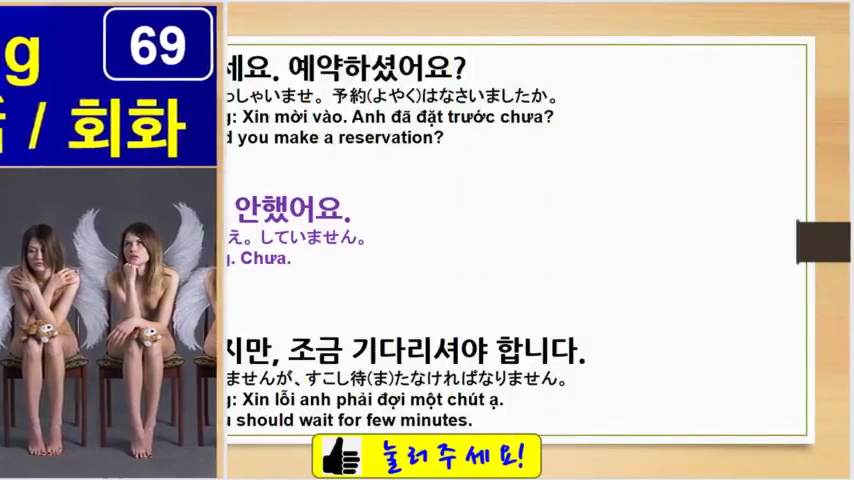 g
69
/ 회화
세요. 예약하셨어요?
っしゃいませ。 予約(よやく)はなさいましたか。
g: Xin mời vào. Anh đã đặt trước chưa?
d you make a reservation?
안했어요.
え。 していません。
g. Chưa.
지만, 조금 기다리셔야 합니다.
ませんが、すこし待(ま)たなければなりません。
g: Xin lỗi anh phải đợi một chút ạ.
u should wait for few minutes.
눌러주세요!